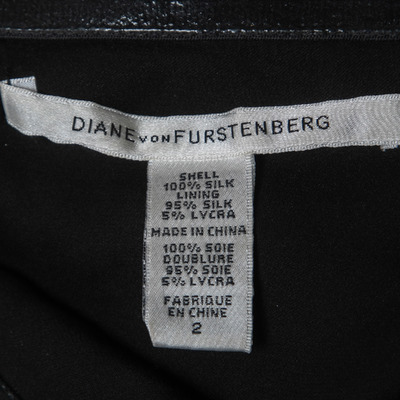 DIANE VON FURSTENBERG
SHELL
100% SILK
LINING
95% SILK
5% LYCRA
MADE IN CHINA
100% SOIE
DOUBLURE
95% SOIE
5% LYCRA
FABRIQUE
EN CHINE
2